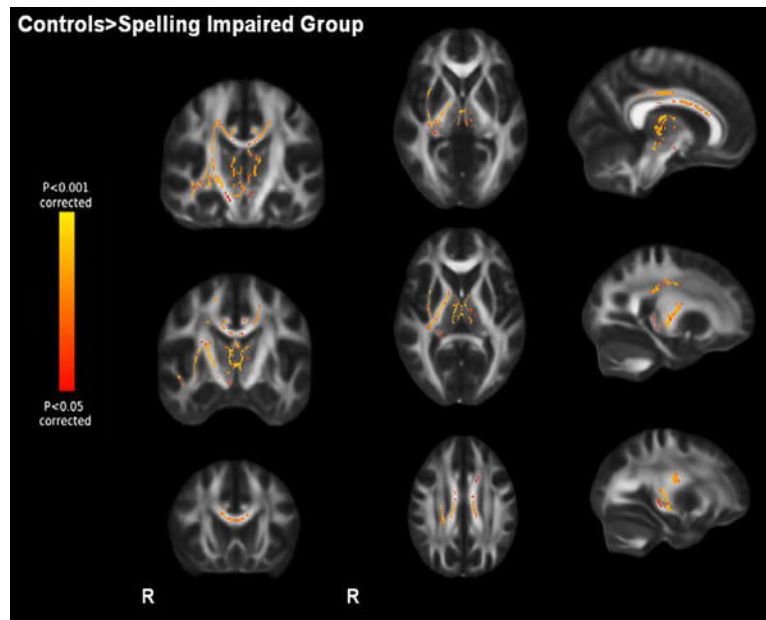 Controls>Spelling Impaired Group
P<0.001
corrected
P<0.05
corrected
R
R